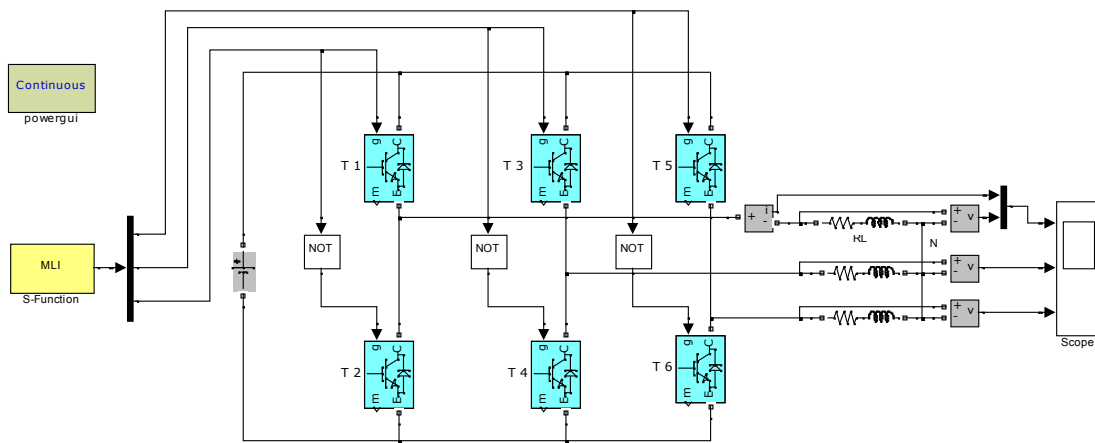 Continuous
powergui
MLI
S-Function
NOT
NOT
NOT
g
C
m
E
T 1
g
C
m
E
T 3
g
C
m
E
T 5
g
C
m
E
T 2
g
C
m
E
T 4
g
C
m
E
T 6
+
+
i
-
RL
N
+
-
v
+
-
v
+
-
v
Scope